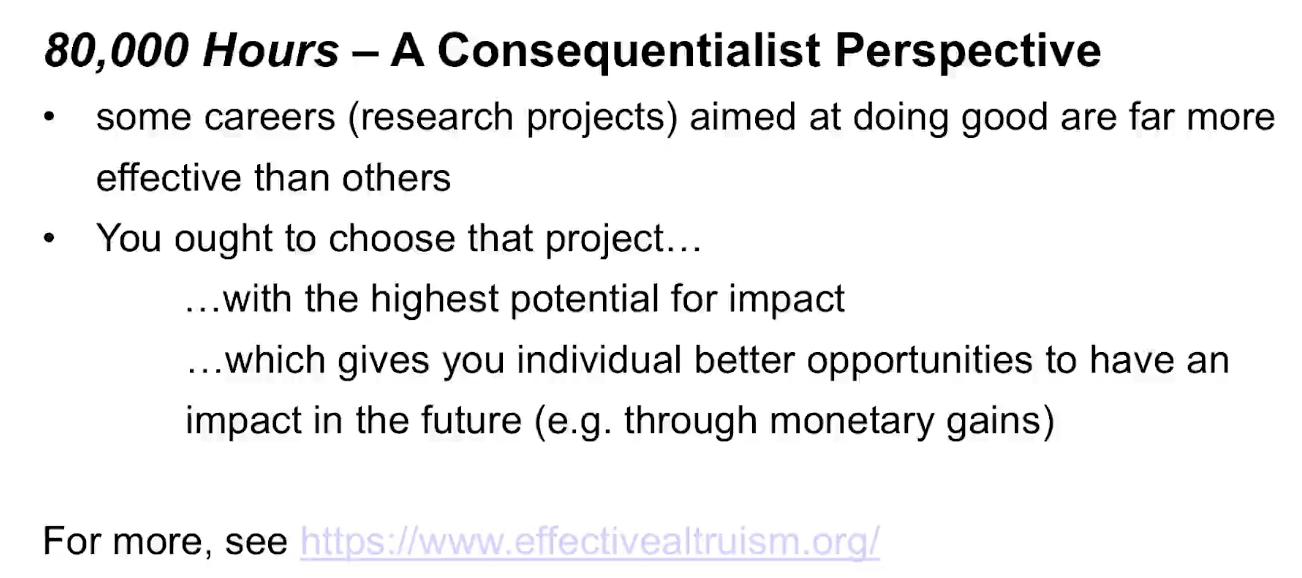 80,000 Hours – A Consequentialist Perspective
• some careers (research projects) aimed at doing good are far more
effective than others
• You ought to choose that project…
…with the highest potential for impact
…which gives you individual better opportunities to have an
impact in the future (e.g. through monetary gains)
For more, see https://www.effectivealtruism.org/